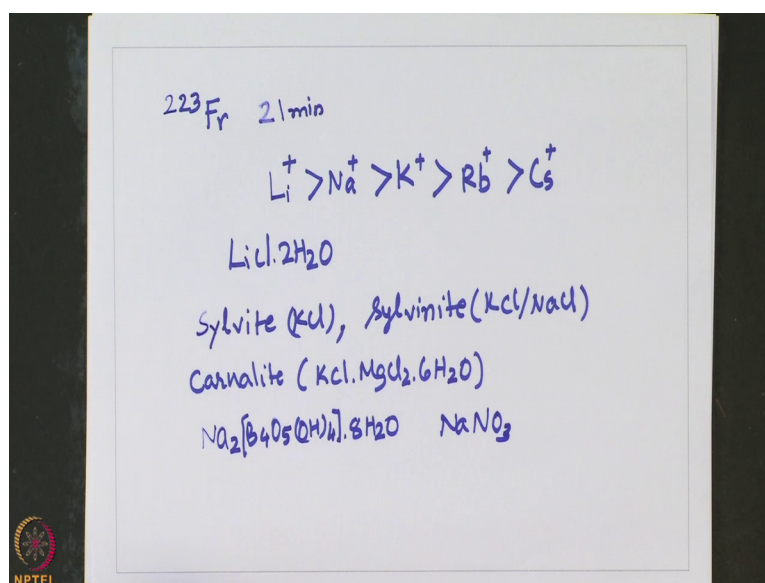 ²²³Fr 21min
Li⁺ > Na⁺ > K⁺ > Rb⁺ > Cs⁺
LiCl.2H₂O
Sylvite (KCl), Sylvinite (KCl/NaCl)
Carnalite (KCl.MgCl₂.6H₂O)
Na₂[B₄O₅(OH)₄].8H₂O NaNO₃
NPTEL